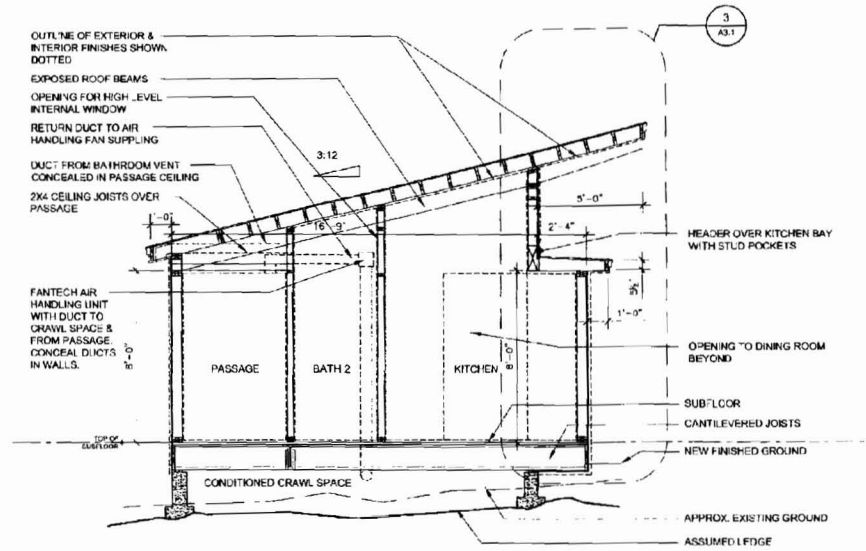 3
A3.1
OUTLINE OF EXTERIOR &
INTERIOR FINISHES SHOWN
DOTTED
EXPOSED ROOF BEAMS
OPENING FOR HIGH LEVEL
INTERNAL WINDOW
RETURN DUCT TO AIR
HANDLING FAN SUPPLING
DUCT FROM BATHROOM VENT
CONCEALED IN PASSAGE CEILING
2X4 CEILING JOISTS OVER
PASSAGE
3:12
1'-0"
16'-9"
5'-0"
2'-4"
HEADER OVER KITCHEN BAY
WITH STUD POCKETS
5½"
1'-0"
FANTECH AIR
HANDLING UNIT
WITH DUCT TO
CRAWL SPACE &
FROM PASSAGE.
CONCEAL DUCTS
IN WALLS.
8'-0"
8'-0"
PASSAGE
BATH 2
KITCHEN
OPENING TO DINING ROOM
BEYOND
SUBFLOOR
CANTILEVERED JOISTS
NEW FINISHED GROUND
TOP OF
SUBFLOOR
CONDITIONED CRAWL SPACE
APPROX. EXISTING GROUND
ASSUMED LEDGE